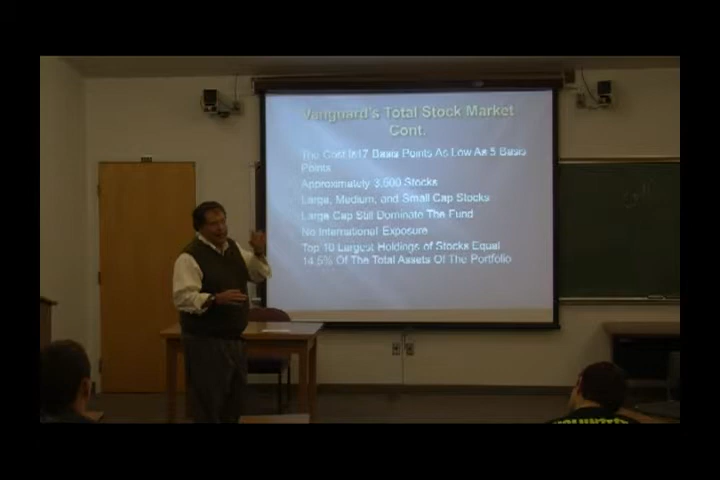 Vanguard's Total Stock Market
Cont.
The Cost Is17 Basis Points As Low As 5 Basis
Points
Approximately 3,500 Stocks
Large, Medium, and Small Cap Stocks
Large Cap Still Dominate The Fund
No International Exposure
Top 10 Largest Holdings of Stocks Equal
14.5% Of The Total Assets Of The Portfolio
VOLUNTEER